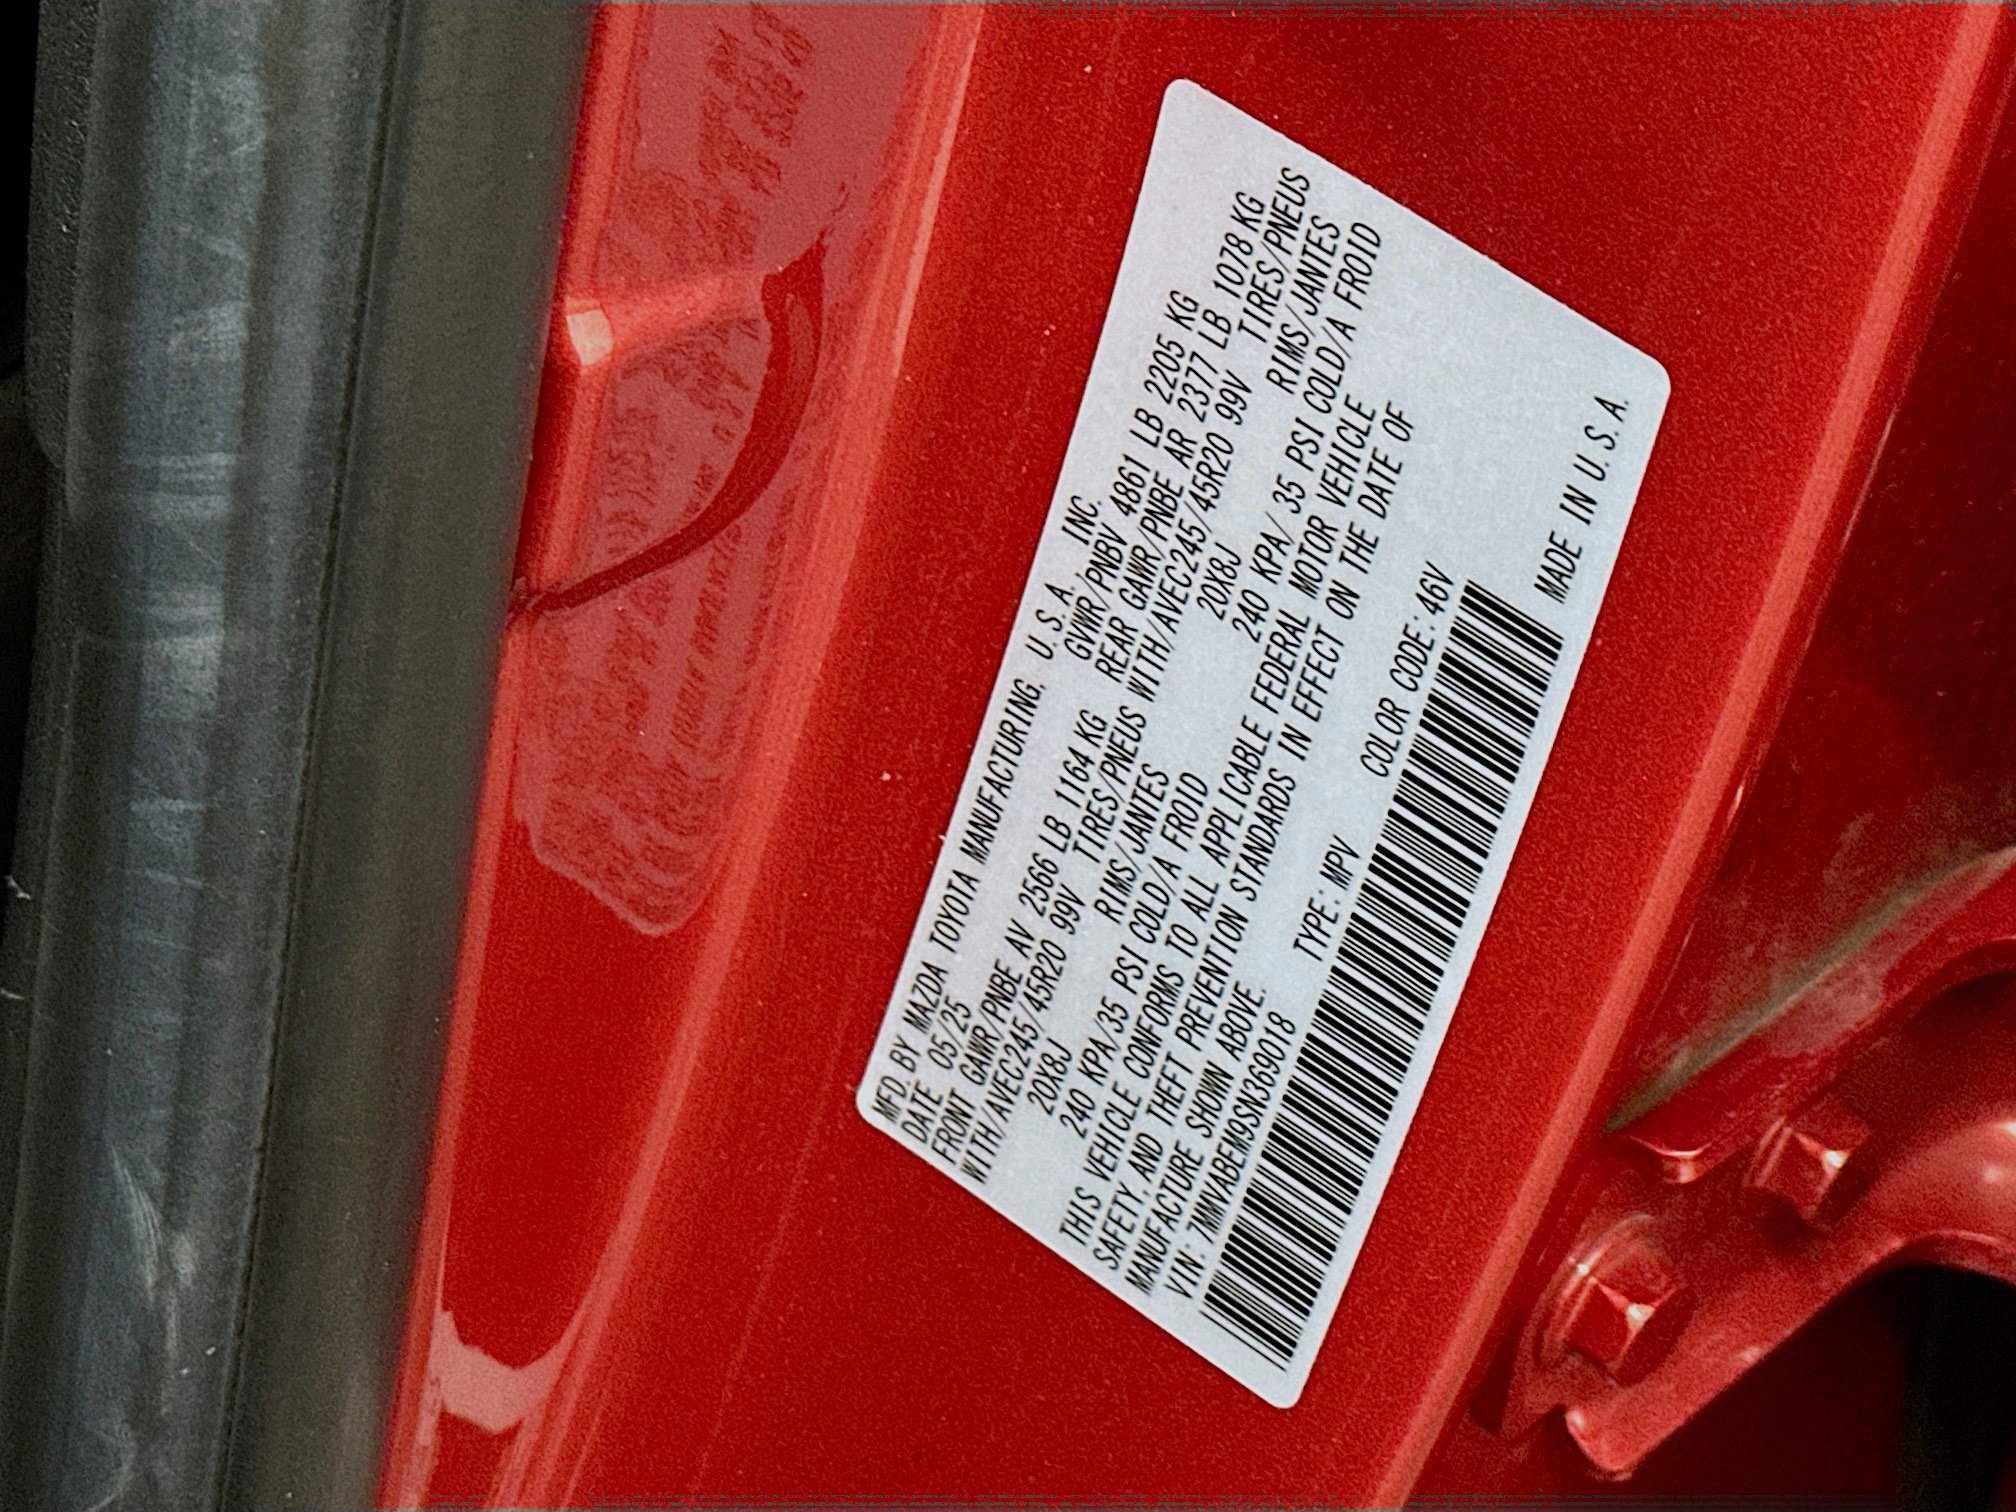 MFD. BY MAZDA TOYOTA MANUFACTURING, U.S.A. INC.
DATE 05/25 GVWR/PNBV 4861 LB 2205 KG
FRONT GAWR/PNBE AV 2566 LB 1164 KG REAR GAWR/PNBE AR 2377 LB 1078 KG
WITH/AVEC245/45R20 99V TIRES/PNEUS WITH/AVEC245/45R20 99V TIRES/PNEUS
20X8J RIMS/JANTES 20X8J RIMS/JANTES
240 KPA/35 PSI COLD/A FROID 240 KPA/ 35 PSI COLD/A FROID
THIS VEHICLE CONFORMS TO ALL APPLICABLE FEDERAL MOTOR VEHICLE
SAFETY, AND THEFT PREVENTION STANDARDS IN EFFECT ON THE DATE OF
MANUFACTURE SHOWN ABOVE.
VIN: 7MMVABEM9SN369018 TYPE: MPV COLOR CODE: 46V
MADE IN U.S.A.